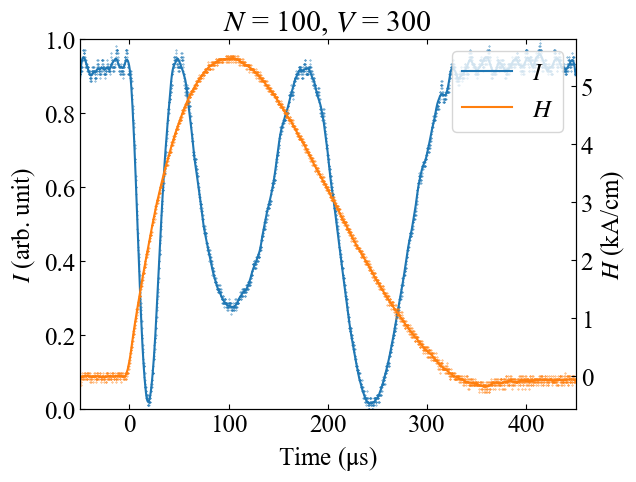 N = 100, V = 300
1.0
0.8
0.6
0.4
0.2
0.0
I (arb. unit)
I
H
5
4
3
2
1
0
H (kA/cm)
0 100 200 300 400
Time (μs)